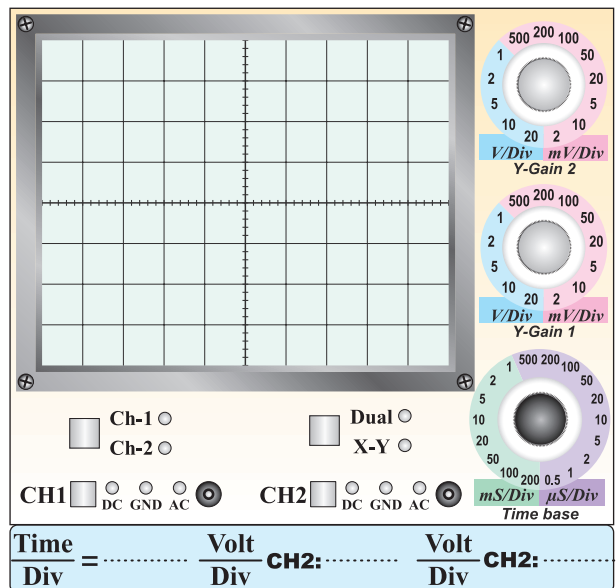 500 200 100 50 20 10 5 2 mV/Div
1 2 5 10 20 V/Div
Y-Gain 2
500 200 100 50 20 10 5 2 mV/Div
1 2 5 10 20 V/Div
Y-Gain 1
500 200 100 50 20 10 5 2 1 0.5 µS/Div
1 2 5 10 20 50 100 200 mS/Div
Time base
Ch-1
Ch-2
Dual
X-Y
CH1 DC GND AC
CH2 DC GND AC
Time/Div = ............ Volt/Div CH2: ............ Volt/Div CH2: ............